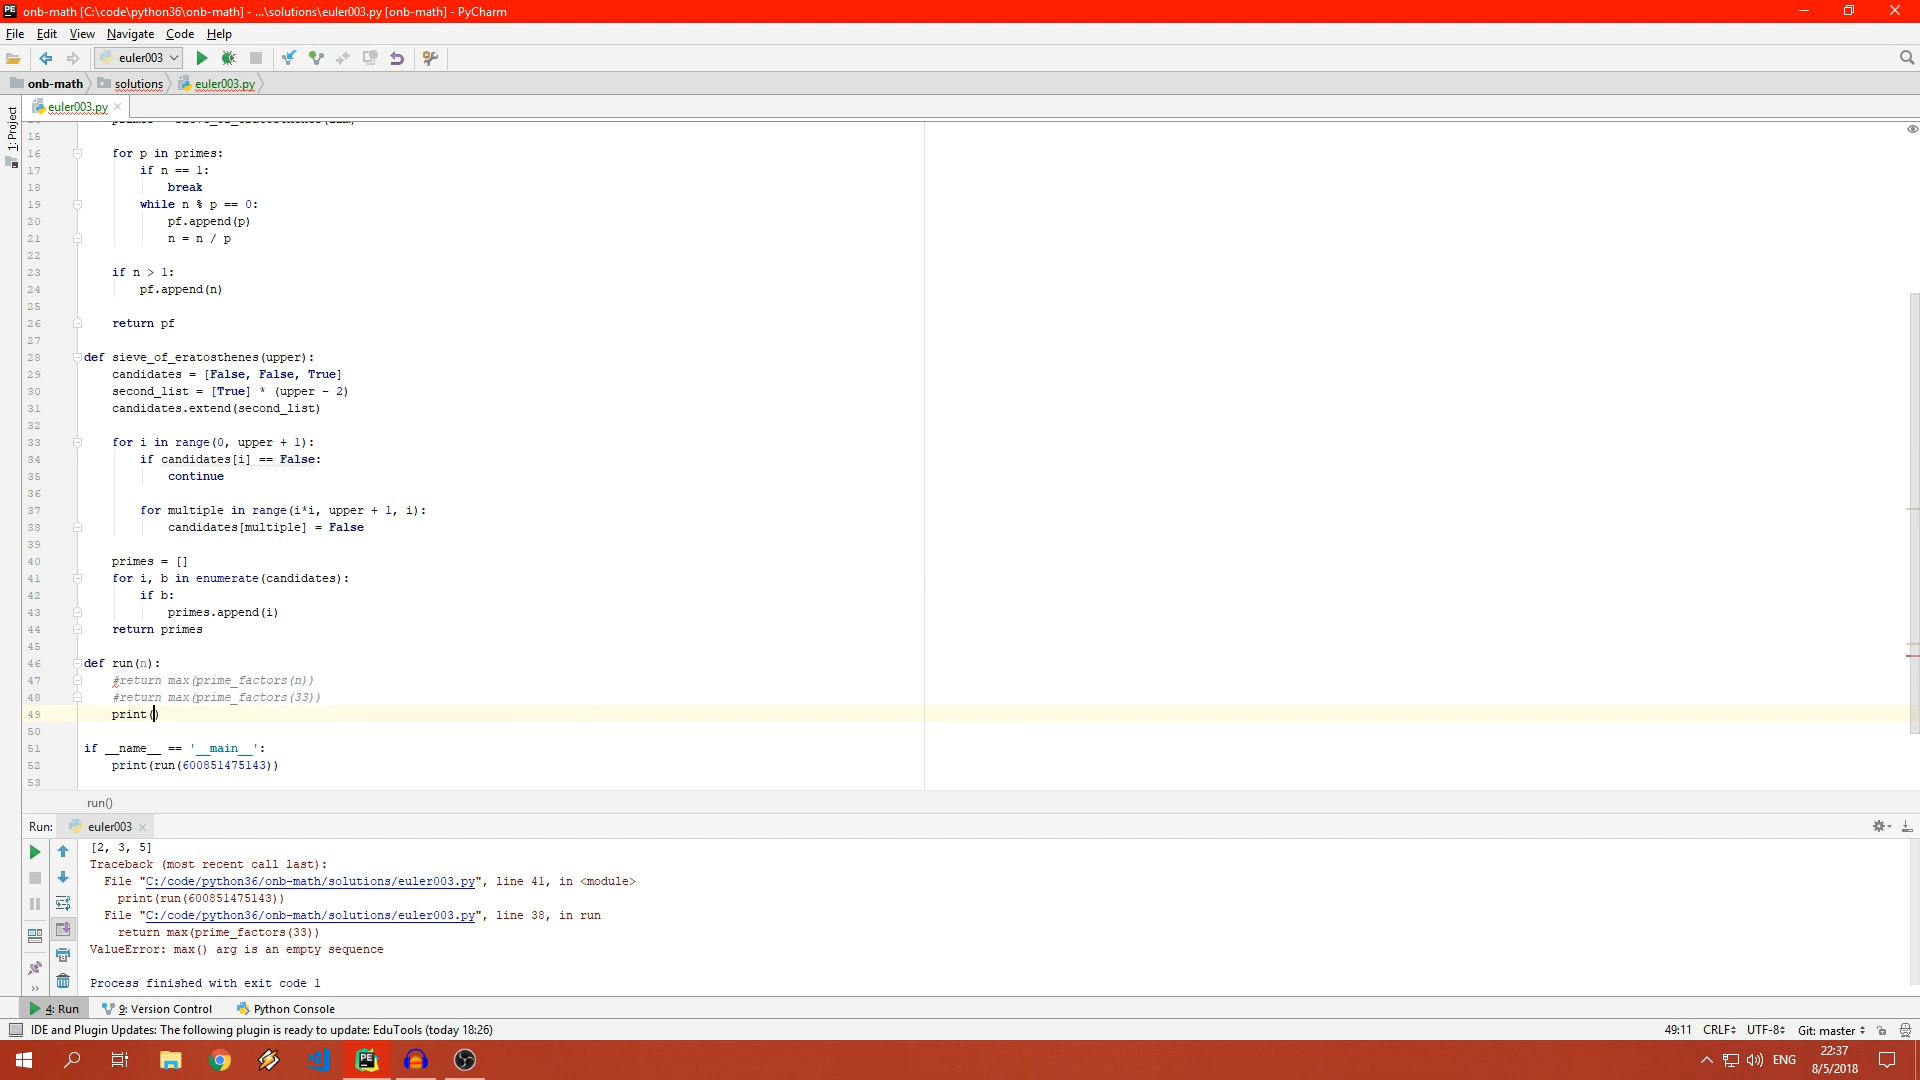 onb-math [C:\code\python36\onb-math] - ...\solutions\euler003.py [onb-math] - PyCharm
File Edit View Navigate Code Help
euler003
onb-math solutions euler003.py
euler003.py
1: Project
15
16 for p in primes:
17 if n == 1:
18 break
19 while n % p == 0:
20 pf.append(p)
21 n = n / p
22
23 if n > 1:
24 pf.append(n)
25
26 return pf
27
28 def sieve_of_eratosthenes(upper):
29 candidates = [False, False, True]
30 second_list = [True] * (upper - 2)
31 candidates.extend(second_list)
32
33 for i in range(0, upper + 1):
34 if candidates[i] == False:
35 continue
36
37 for multiple in range(i*i, upper + 1, i):
38 candidates[multiple] = False
39
40 primes = []
41 for i, b in enumerate(candidates):
42 if b:
43 primes.append(i)
44 return primes
45
46 def run(n):
47 #return max(prime_factors(n))
48 #return max(prime_factors(33))
49 print()
50
51 if __name__ == '__main__':
52 print(run(600851475143))
53
run()
Run: euler003
[2, 3, 5]
Traceback (most recent call last):
File "C:/code/python36/onb-math/solutions/euler003.py", line 41, in <module>
print(run(600851475143))
File "C:/code/python36/onb-math/solutions/euler003.py", line 38, in run
return max(prime_factors(33))
ValueError: max() arg is an empty sequence
Process finished with exit code 1
4: Run 9: Version Control Python Console
IDE and Plugin Updates: The following plugin is ready to update: EduTools (today 18:26) 49:11 CRLF UTF-8 Git: master
ENG 22:37
8/5/2018